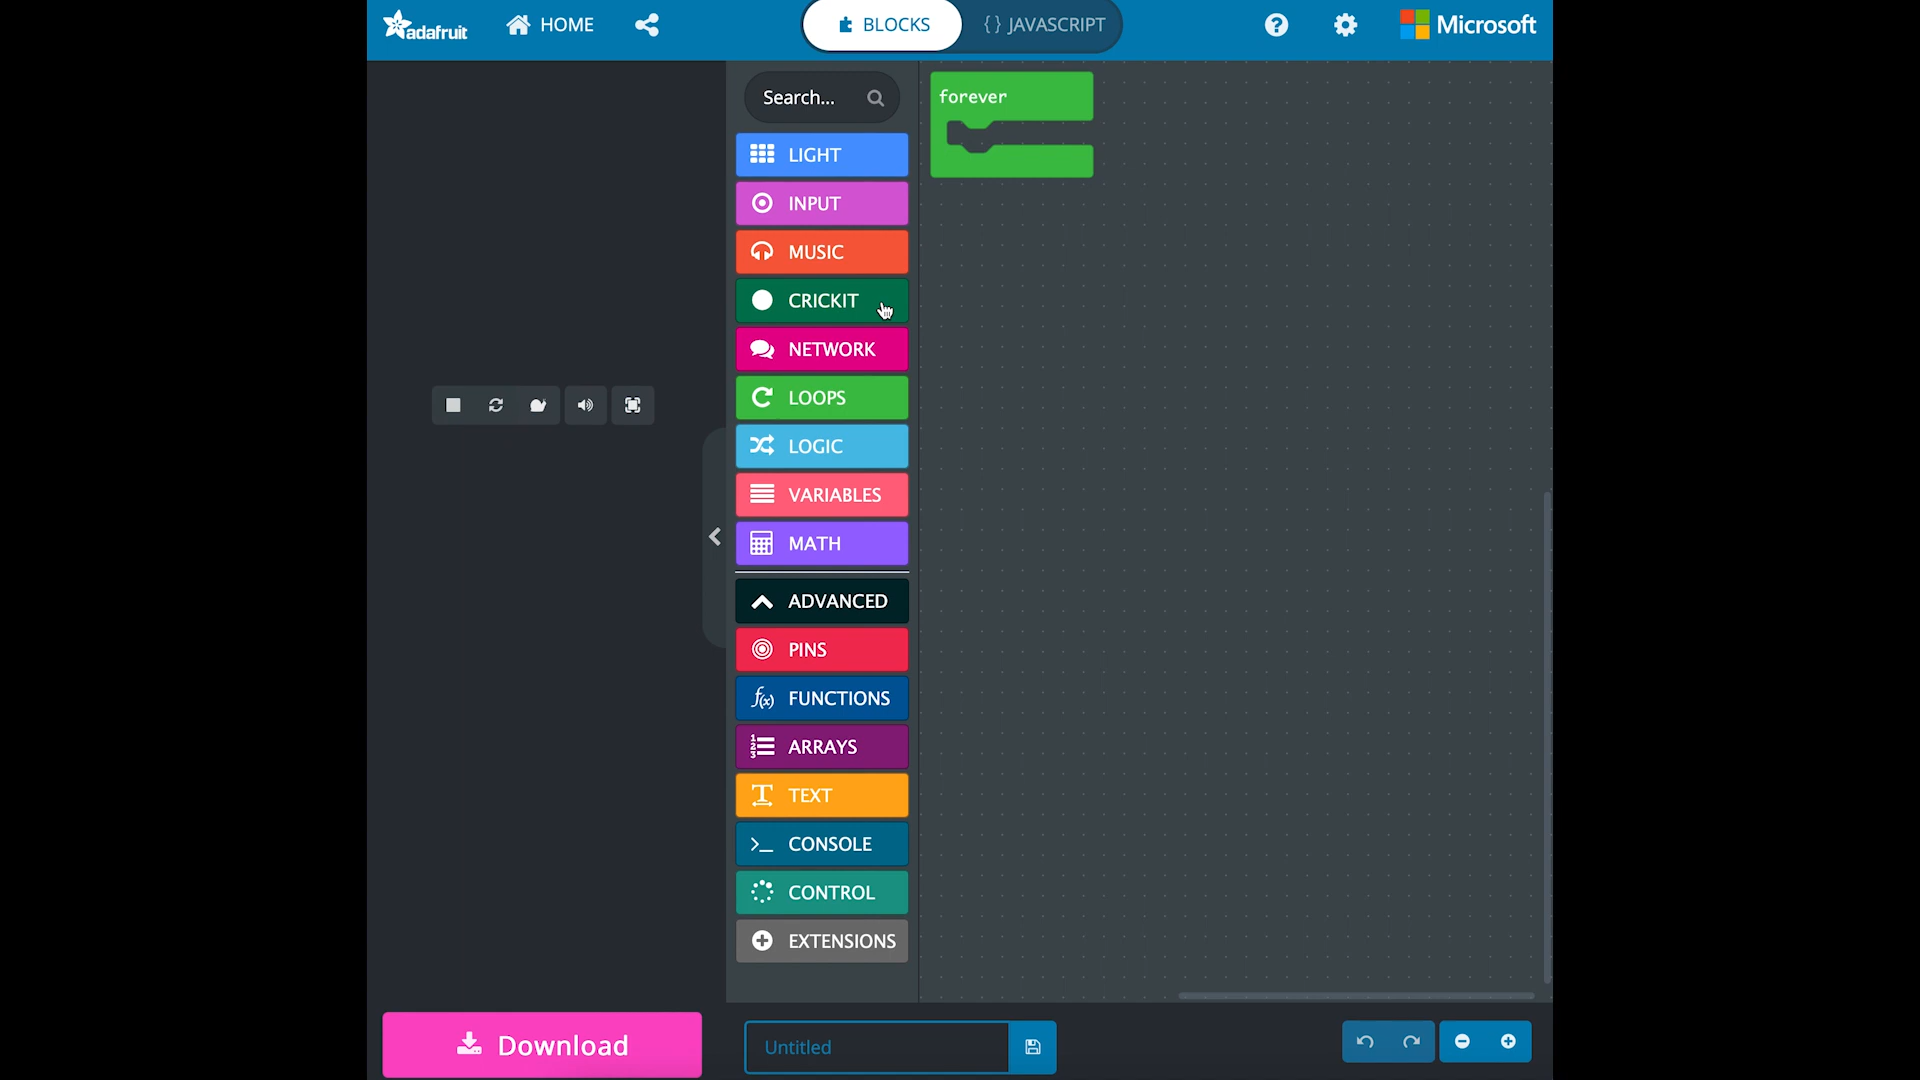 adafruit HOME BLOCKS { } JAVASCRIPT ? Microsoft
Search...
forever
LIGHT
INPUT
MUSIC
CRICKIT
NETWORK
LOOPS
LOGIC
VARIABLES
MATH
ADVANCED
PINS
f(x) FUNCTIONS
ARRAYS
TEXT
CONSOLE
CONTROL
EXTENSIONS
Download
Untitled